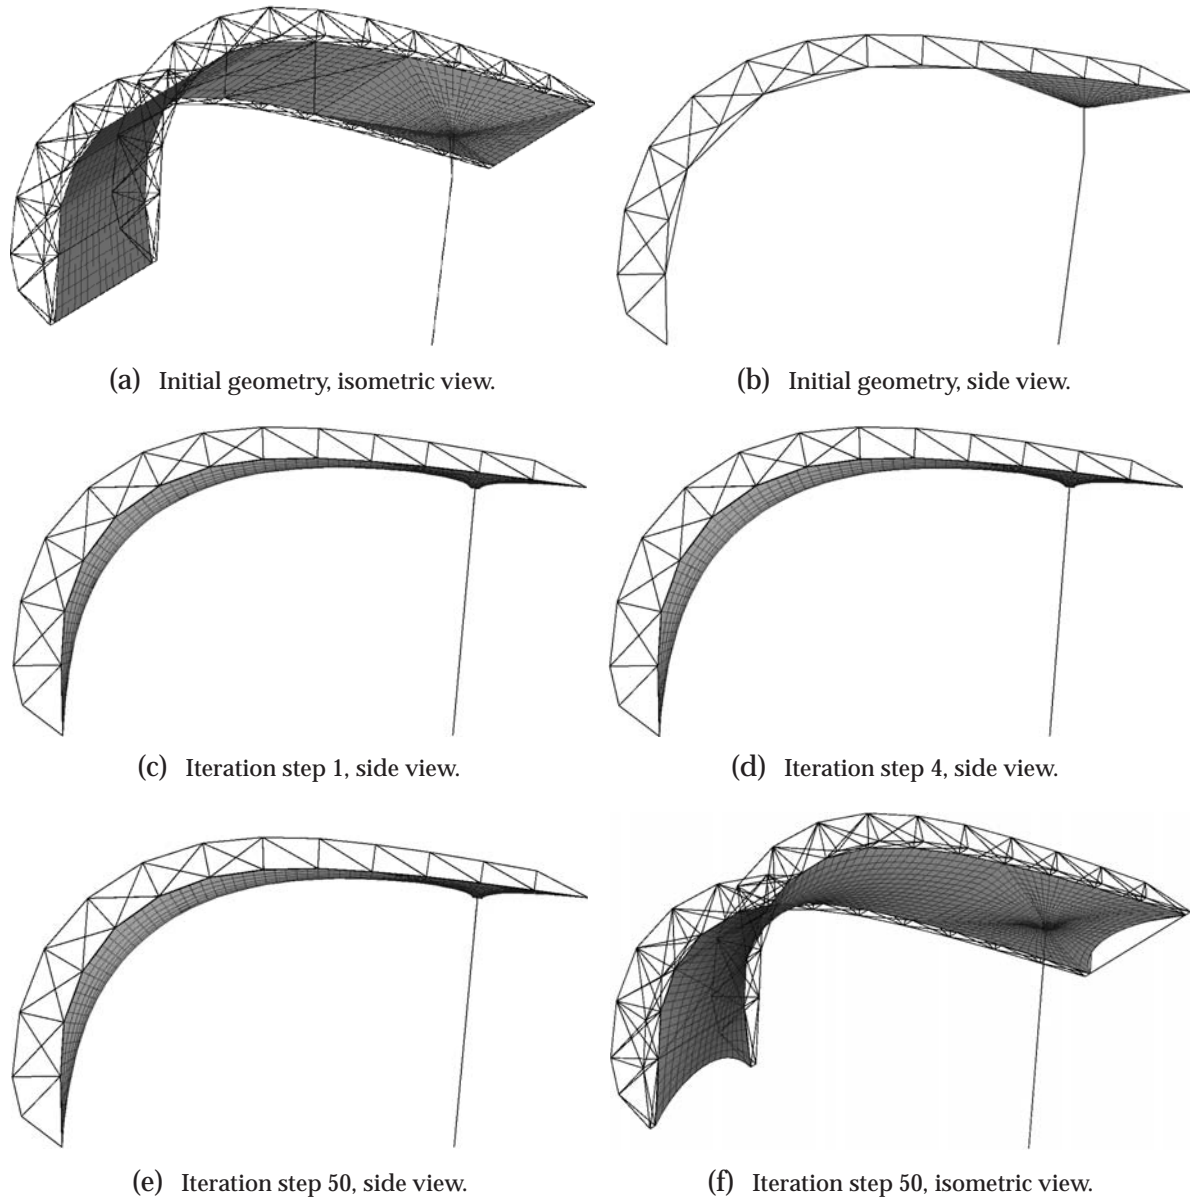 (a) Initial geometry, isometric view.
(b) Initial geometry, side view.
(c) Iteration step 1, side view.
(d) Iteration step 4, side view.
(e) Iteration step 50, side view.
(f) Iteration step 50, isometric view.